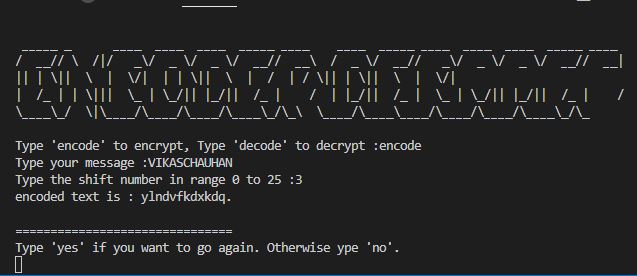 Type 'encode' to encrypt, Type 'decode' to decrypt :encode
Type your message :VIKASCHAUHAN
Type the shift number in range 0 to 25 :3
encoded text is : ylndvfkdxkdq.
===============================
Type 'yes' if you want to go again. Otherwise ype 'no'.